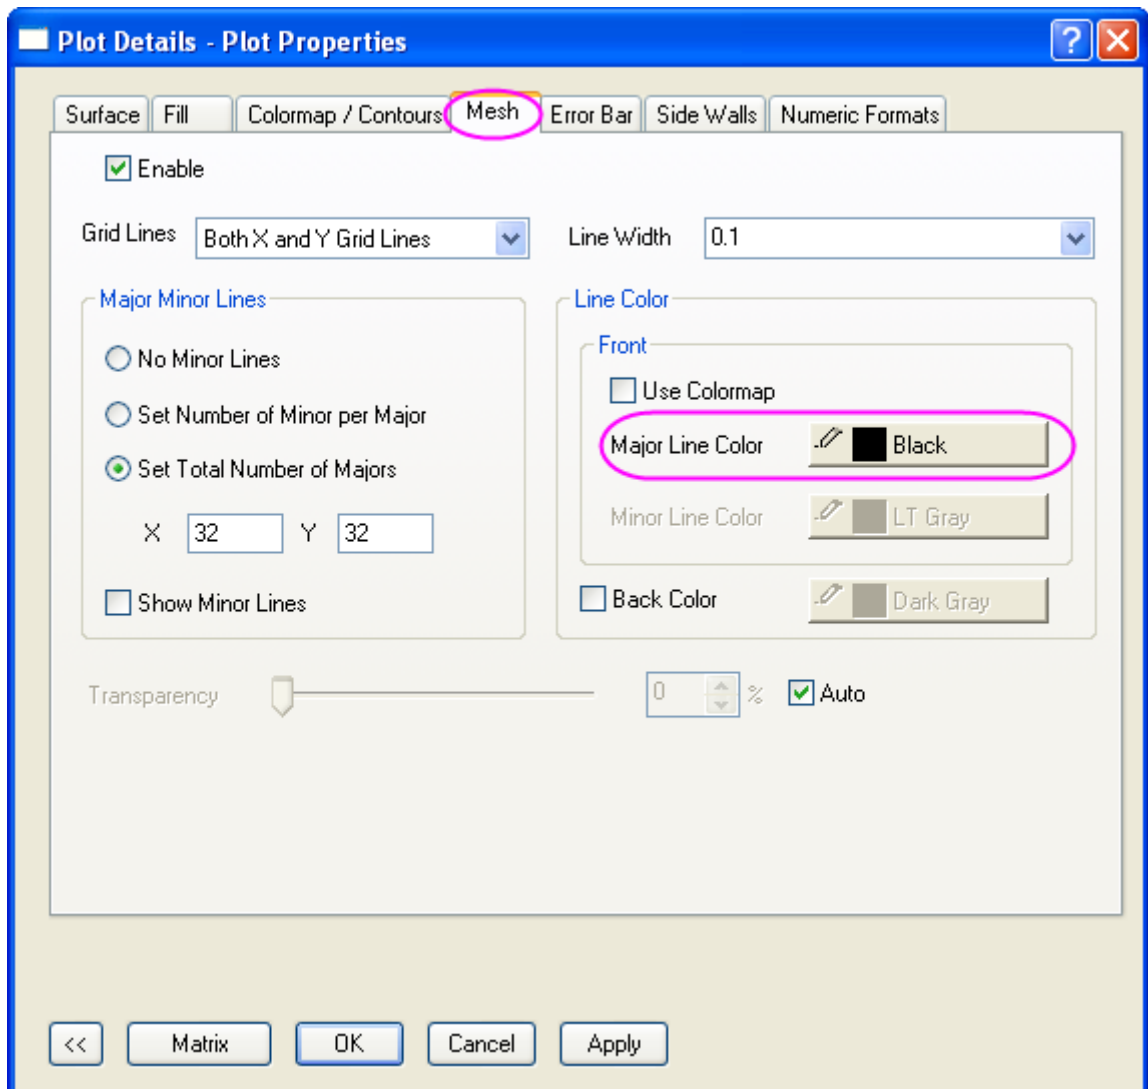 Plot Details - Plot Properties
Surface Fill Colormap / Contours Mesh Error Bar Side Walls Numeric Formats
Enable
Grid Lines Both X and Y Grid Lines Line Width 0.1
Major Minor Lines
No Minor Lines
Set Number of Minor per Major
Set Total Number of Majors
X 32 Y 32
Show Minor Lines
Line Color
Front
Use Colormap
Major Line Color Black
Minor Line Color LT Gray
Back Color Dark Gray
Transparency 0 % Auto
<< Matrix OK Cancel Apply